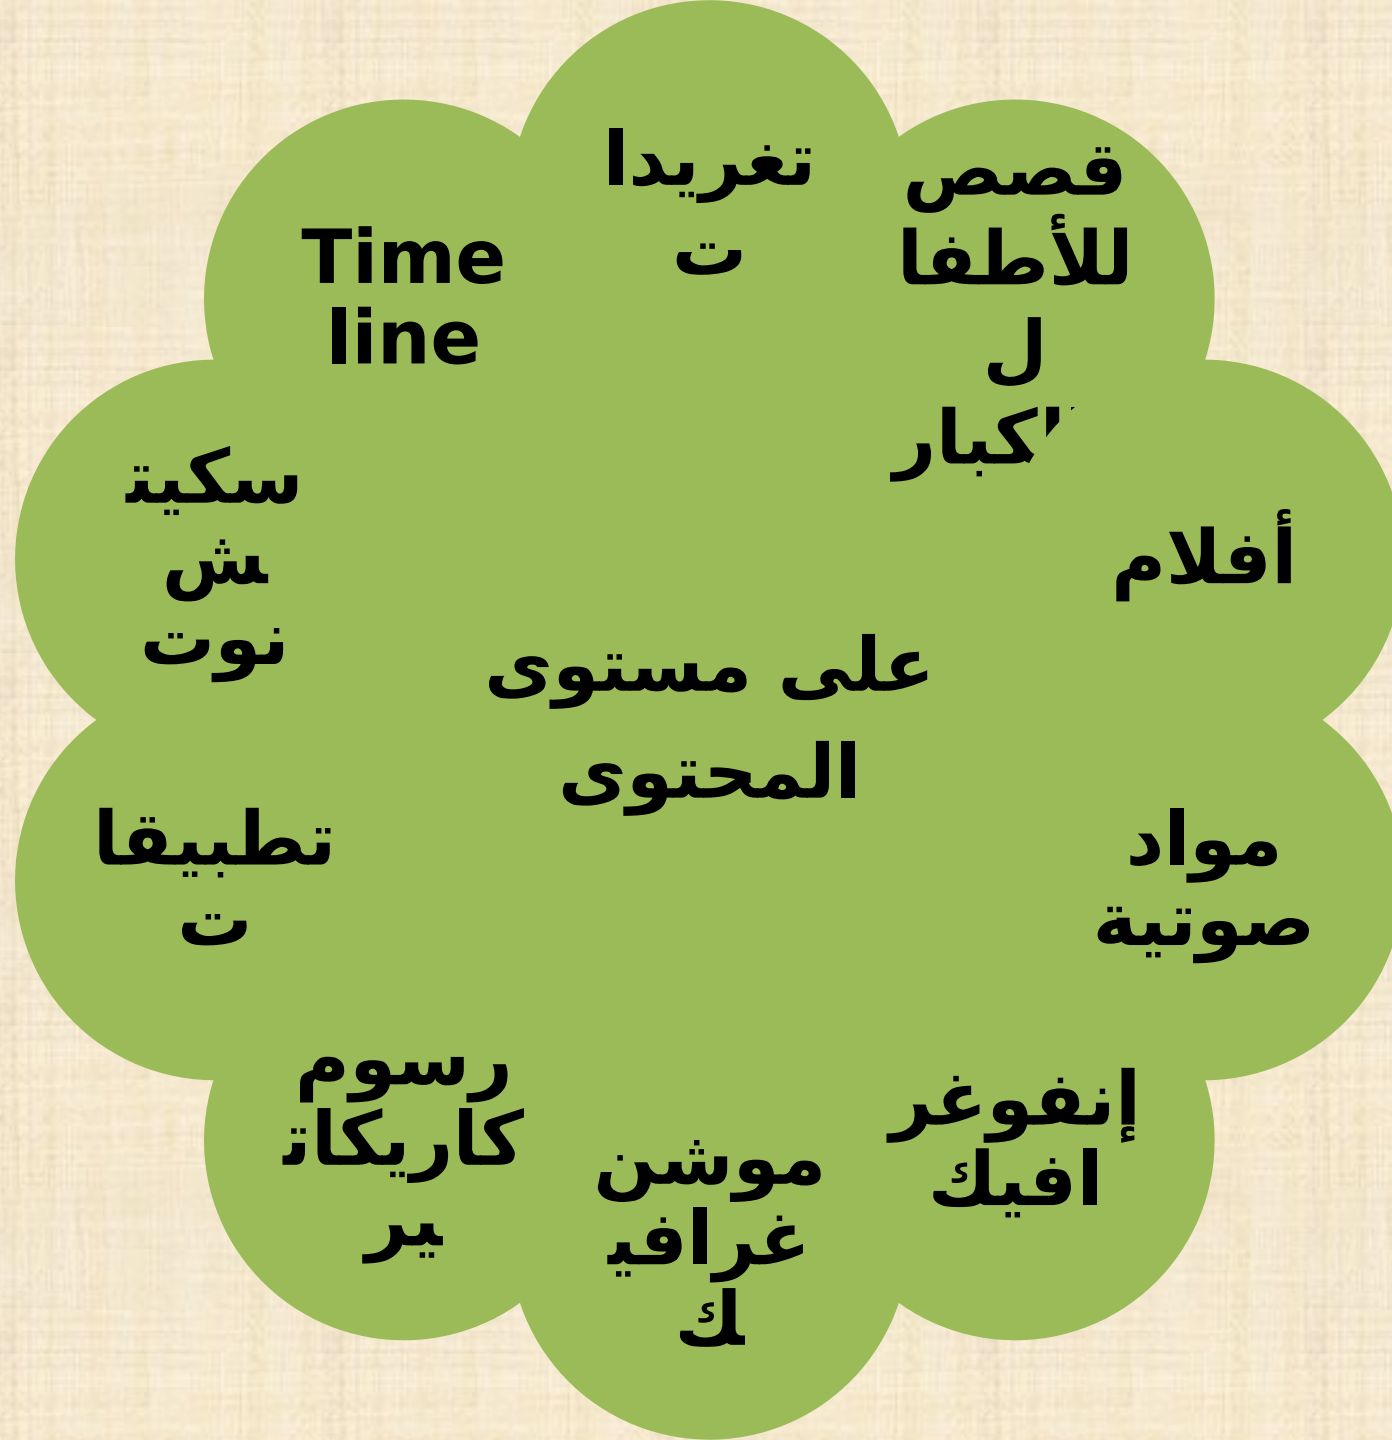 تغريدا
ت
قصص
للأطفا
ل
أفلام
مواد
صوتية
إنفوغر
افيك
موشن
غرافي
ك
رسوم
كاريكات
ير
تطبيقا
ت
سكيت
ش
نوت
Time
line
على مستوى
المحتوى